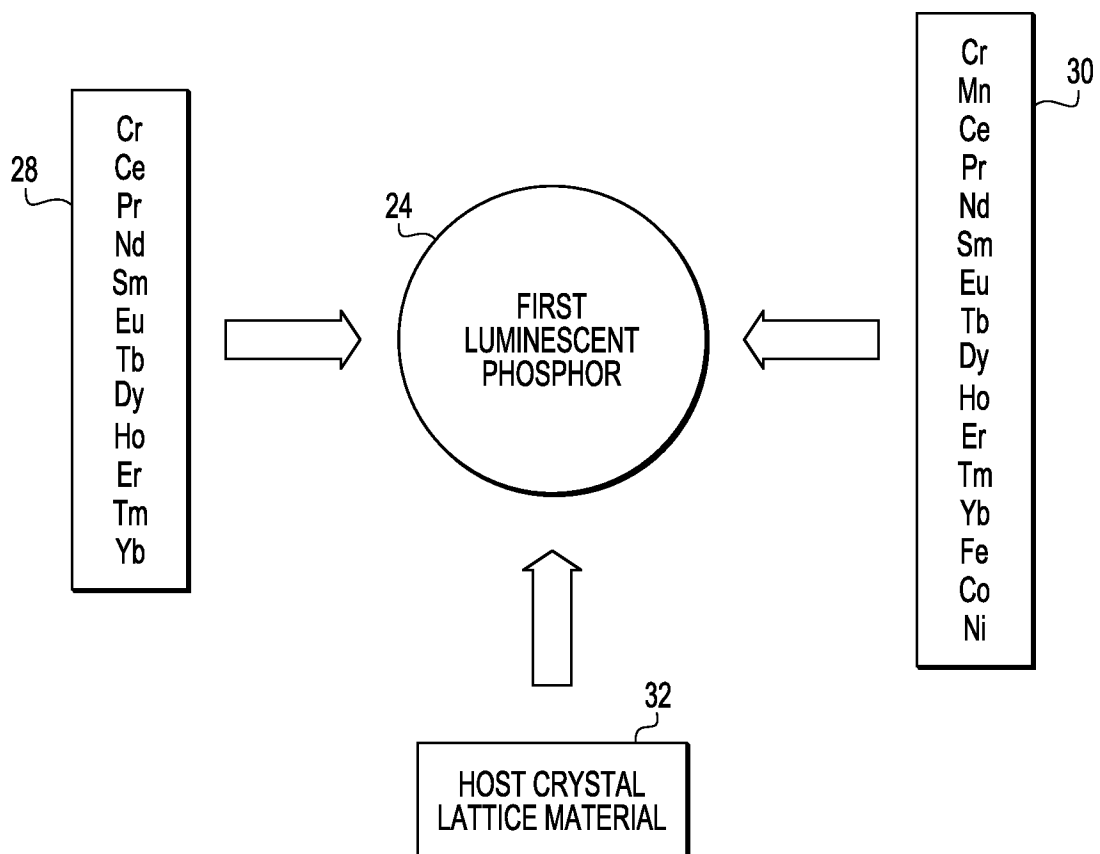 28
Cr
Ce
Pr
Nd
Sm
Eu
Tb
Dy
Ho
Er
Tm
Yb
24
FIRST
LUMINESCENT
PHOSPHOR
30
Cr
Mn
Ce
Pr
Nd
Sm
Eu
Tb
Dy
Ho
Er
Tm
Yb
Fe
Co
Ni
32
HOST CRYSTAL
LATTICE MATERIAL